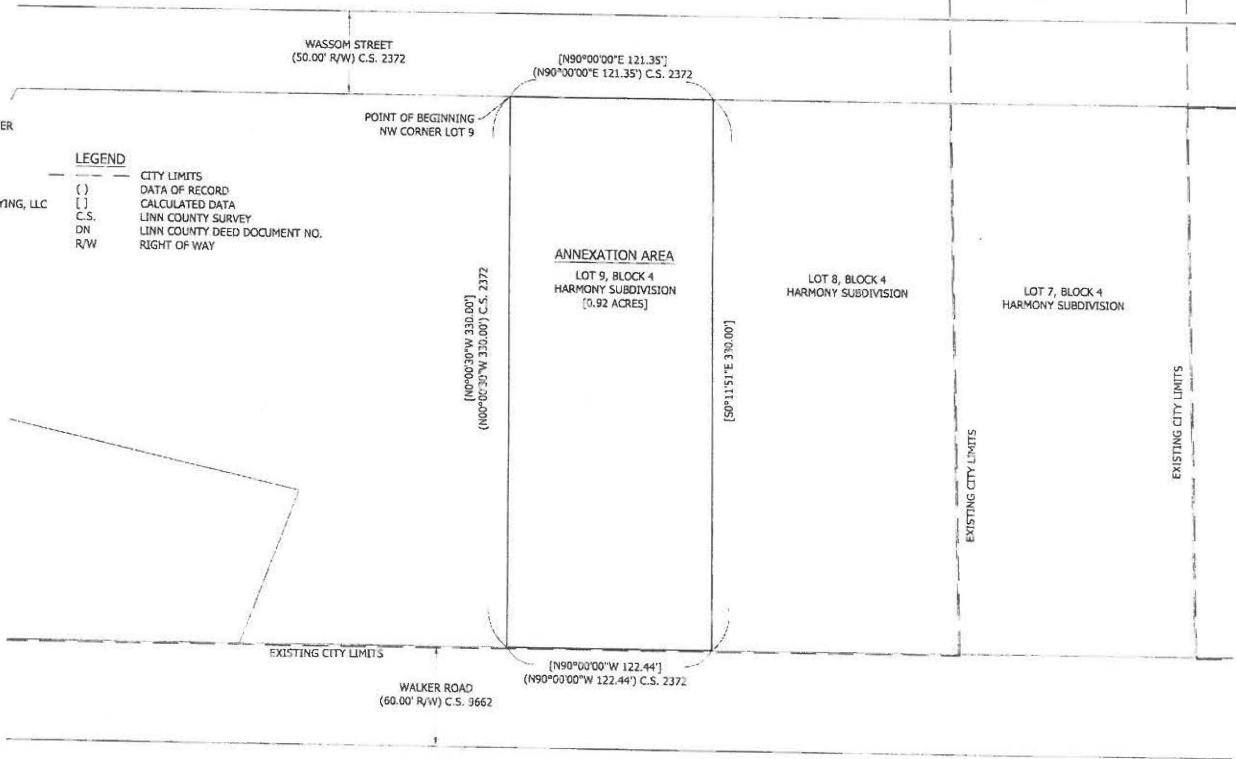 WASSOM STREET
(50.00' R/W) C.S. 2372
[N90°00'00"E 121.35']
(N90°00'00"E 121.35') C.S. 2372
POINT OF BEGINNING
NW CORNER LOT 9
ER
YING, LLC
LEGEND
CITY LIMITS
( ) DATA OF RECORD
[ ] CALCULATED DATA
C.S. LINN COUNTY SURVEY
DN LINN COUNTY DEED DOCUMENT NO.
R/W RIGHT OF WAY
[N0°00'30"W 330.00']
(N00°00'30"W 330.00') C.S. 2372
ANNEXATION AREA
LOT 9, BLOCK 4
HARMONY SUBDIVISION
[0.92 ACRES]
[S0°11'51"E 330.00']
LOT 8, BLOCK 4
HARMONY SUBDIVISION
LOT 7, BLOCK 4
HARMONY SUBDIVISION
EXISTING CITY LIMITS
EXISTING CITY LIMITS
EXISTING CITY LIMITS
[N90°00'00"W 122.44']
(N90°00'00"W 122.44') C.S. 2372
WALKER ROAD
(60.00' R/W) C.S. 9662